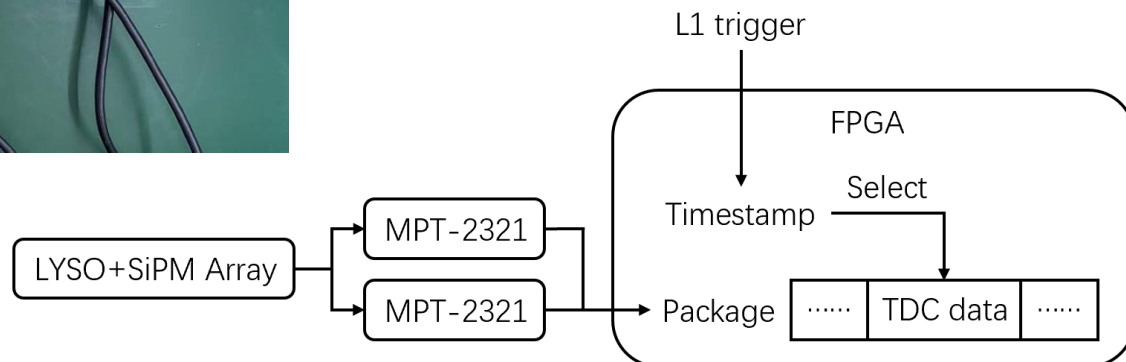 L1 trigger
FPGA
Select
Timestamp
MPT-2321
LYSO+SiPM Array
MPT-2321
Package
...... TDC data ......